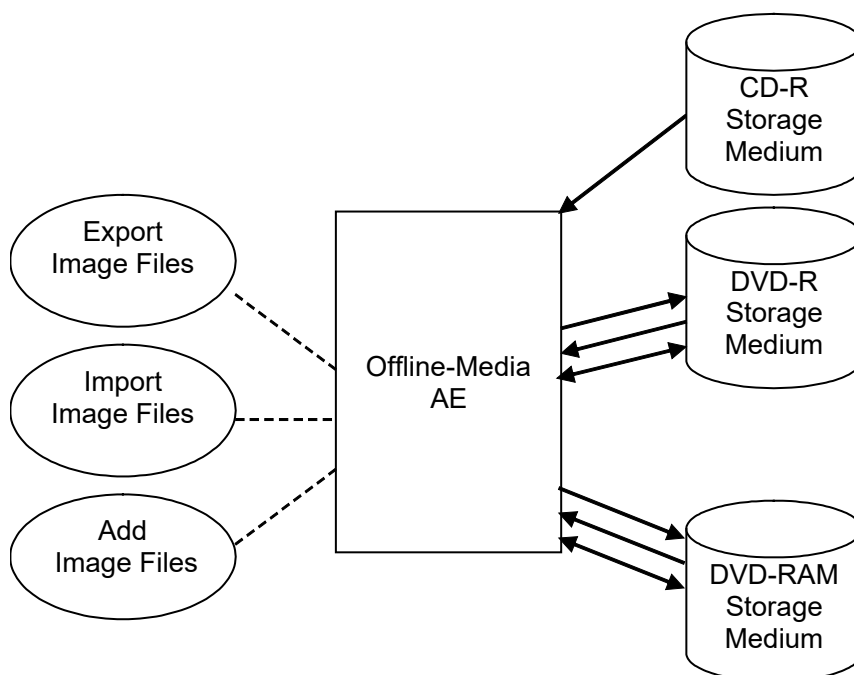 Export
Image Files
Import
Image Files
Add
Image Files
Offline-Media
AE
CD-R
Storage
Medium
DVD-R
Storage
Medium
DVD-RAM
Storage
Medium